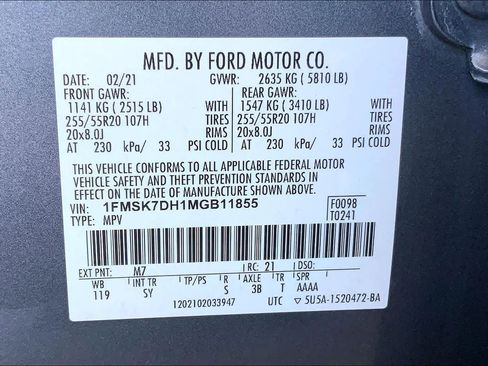 MFD. BY FORD MOTOR CO.
DATE: 02/21 GVWR: 2635 KG ( 5810 LB)
FRONT GAWR: REAR GAWR:
1141 KG ( 2515 LB) WITH 1547 KG ( 3410 LB) WITH
255/55R20 107H TIRES 255/55R20 107H TIRES
20x8.0J RIMS 20x8.0J RIMS
AT 230 kPa/ 33 PSI COLD AT 230 kPa/ 33 PSI COLD
THIS VEHICLE CONFORMS TO ALL APPLICABLE FEDERAL MOTOR
VEHICLE SAFETY AND THEFT PREVENTION STANDARDS IN
EFFECT ON THE DATE OF MANUFACTURE SHOWN ABOVE.
VIN: 1FMSK7DH1MGB11855 F0098
TYPE: MPV T0241
EXT PNT: M7 RC: 21 DSO:
WB INT TR TP/PS R AXLE TR SPR
119 SY S 3B T AAAA
1202102033947 UTC ▽5U5A-1520472-BA